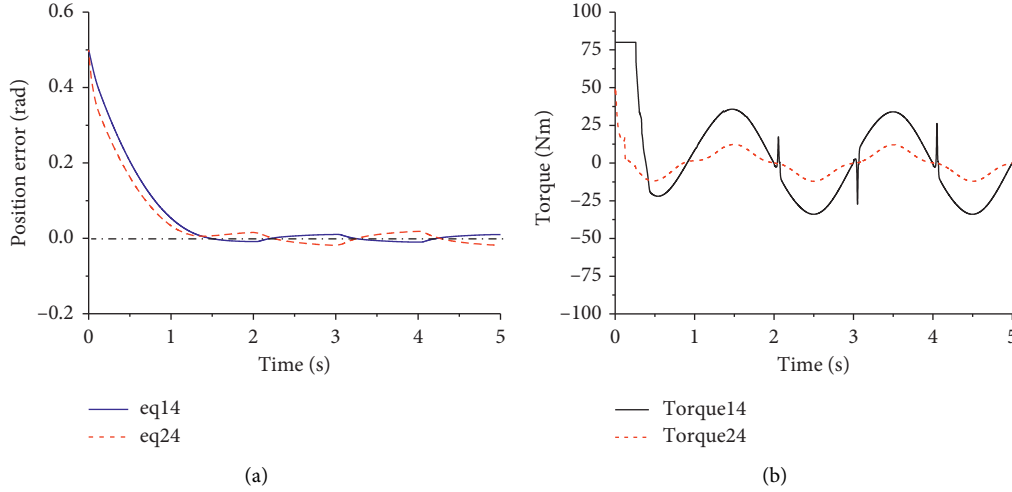 0.6
0.4
0.2
0.0
–0.2
Position error (rad)
0
1
2
3
4
5
Time (s)
eq14
eq24
(a)
100
75
50
25
0
–25
–50
–75
–100
Torque (Nm)
0
1
2
3
4
5
Time (s)
Torque14
Torque24
(b)